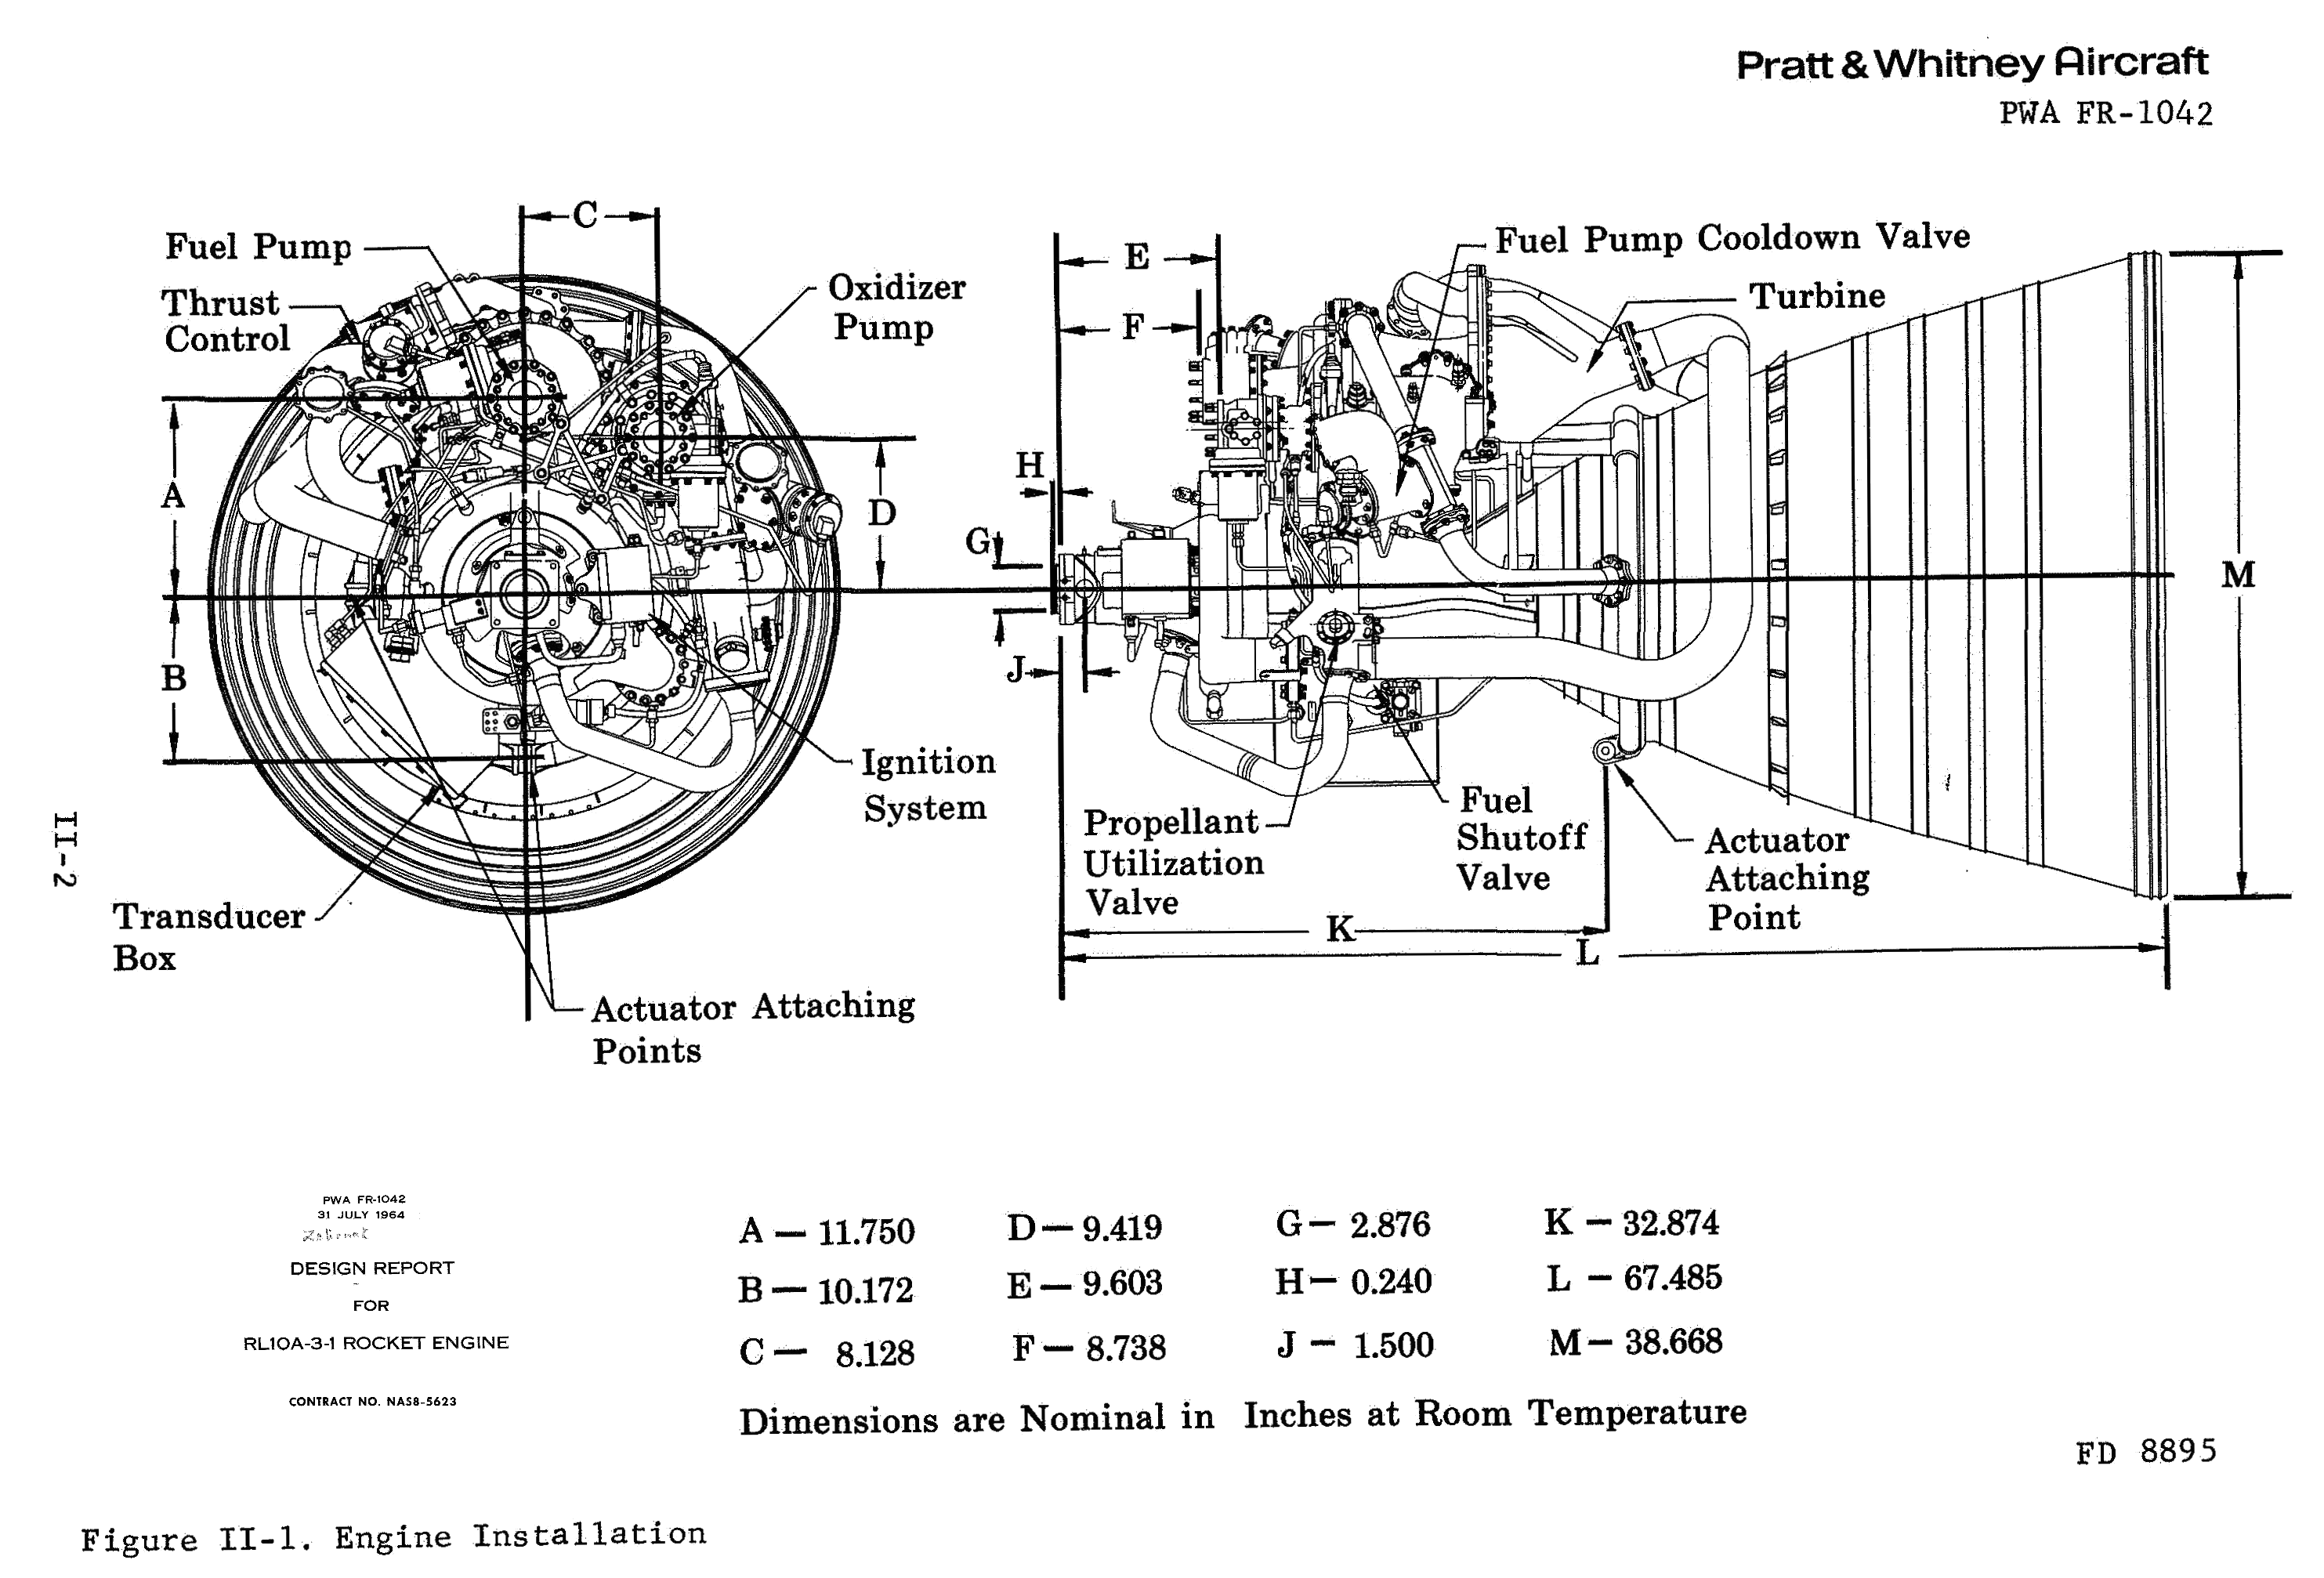 Pratt & Whitney Aircraft
PWA FR-1042
C
Fuel Pump
Thrust
Control
Oxidizer
Pump
A
D
B
Ignition
System
Transducer
Box
Actuator Attaching
Points
E
Fuel Pump Cooldown Valve
F
Turbine
H
G
J
M
Propellant
Utilization
Valve
Fuel
Shutoff
Valve
Actuator
Attaching
Point
K
L
II-2
PWA FR-1042
31 JULY 1964
DESIGN REPORT
FOR
RL10A-3-1 ROCKET ENGINE
CONTRACT NO. NAS8-5623
A — 11.750 D — 9.419 G — 2.876 K — 32.874
B — 10.172 E — 9.603 H — 0.240 L — 67.485
C — 8.128 F — 8.738 J — 1.500 M — 38.668
Dimensions are Nominal in Inches at Room Temperature
FD 8895
Figure II-1. Engine Installation